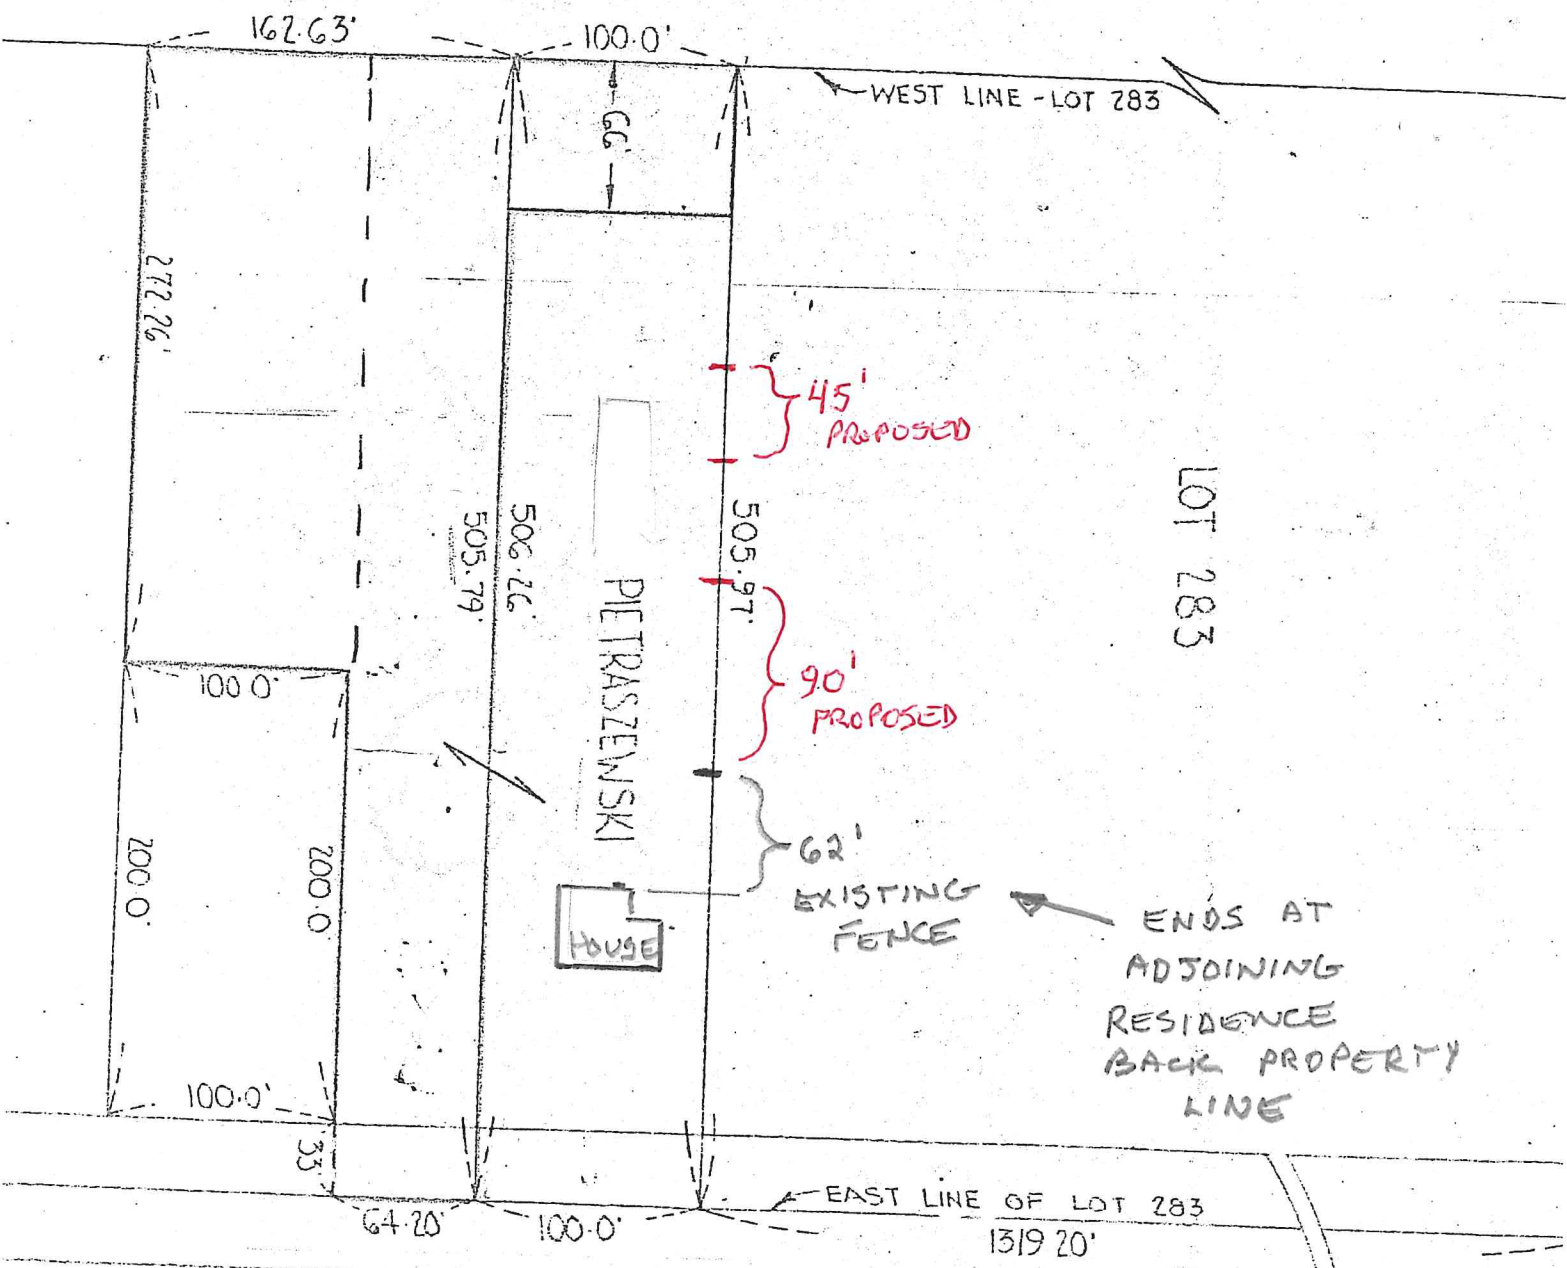 162.63'
100.0'
WEST LINE - LOT 283
66'
272.26'
45'
PROPOSED
505.97'
506.26'
505.79'
LOT 283
PIETRASZEWSKI
100.0'
90'
PROPOSED
200.0'
200.0'
62'
EXISTING
FENCE
HOUSE
ENDS AT
ADJOINING
RESIDENCE
BACK PROPERTY
LINE
100.0'
33'
64.20'
100.0'
EAST LINE OF LOT 283
1319 20'